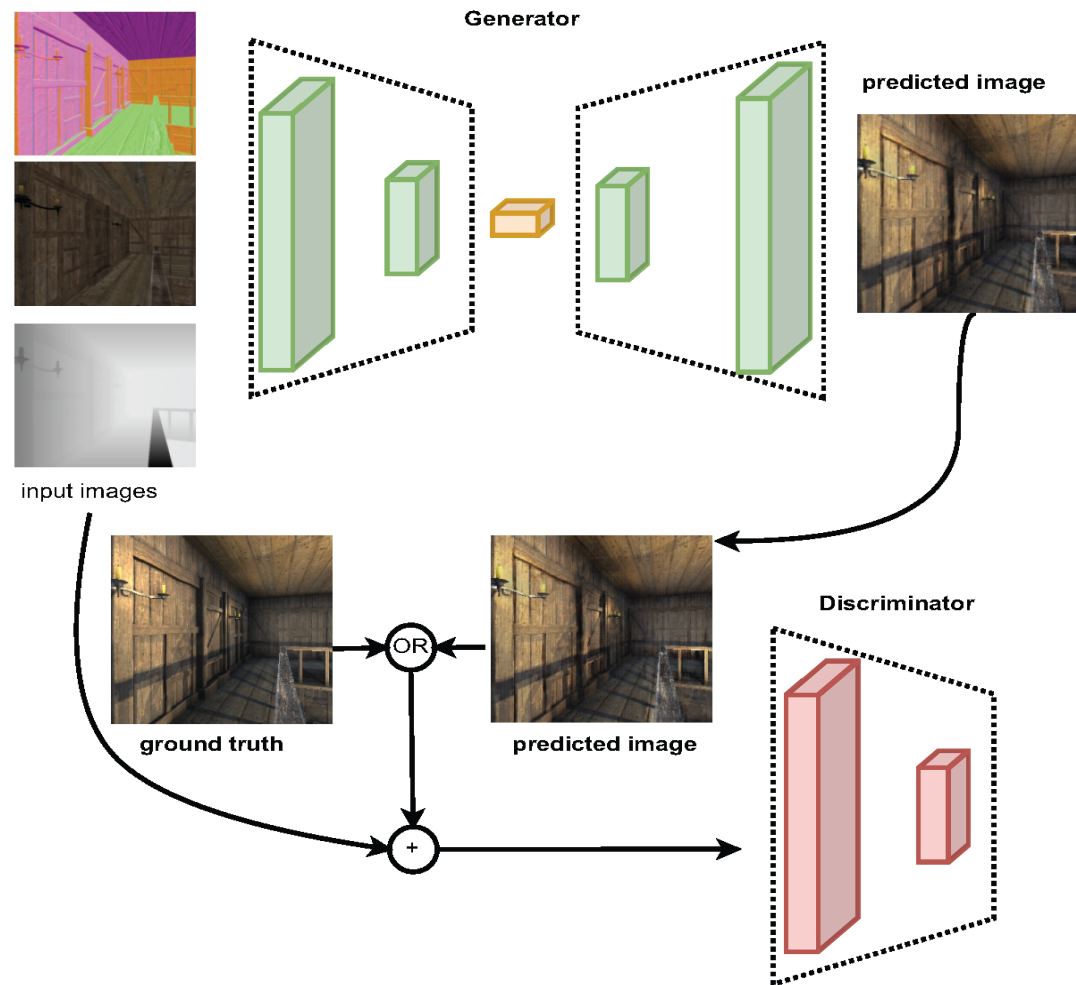 Generator
predicted image
input images
OR
ground truth
predicted image
Discriminator
+